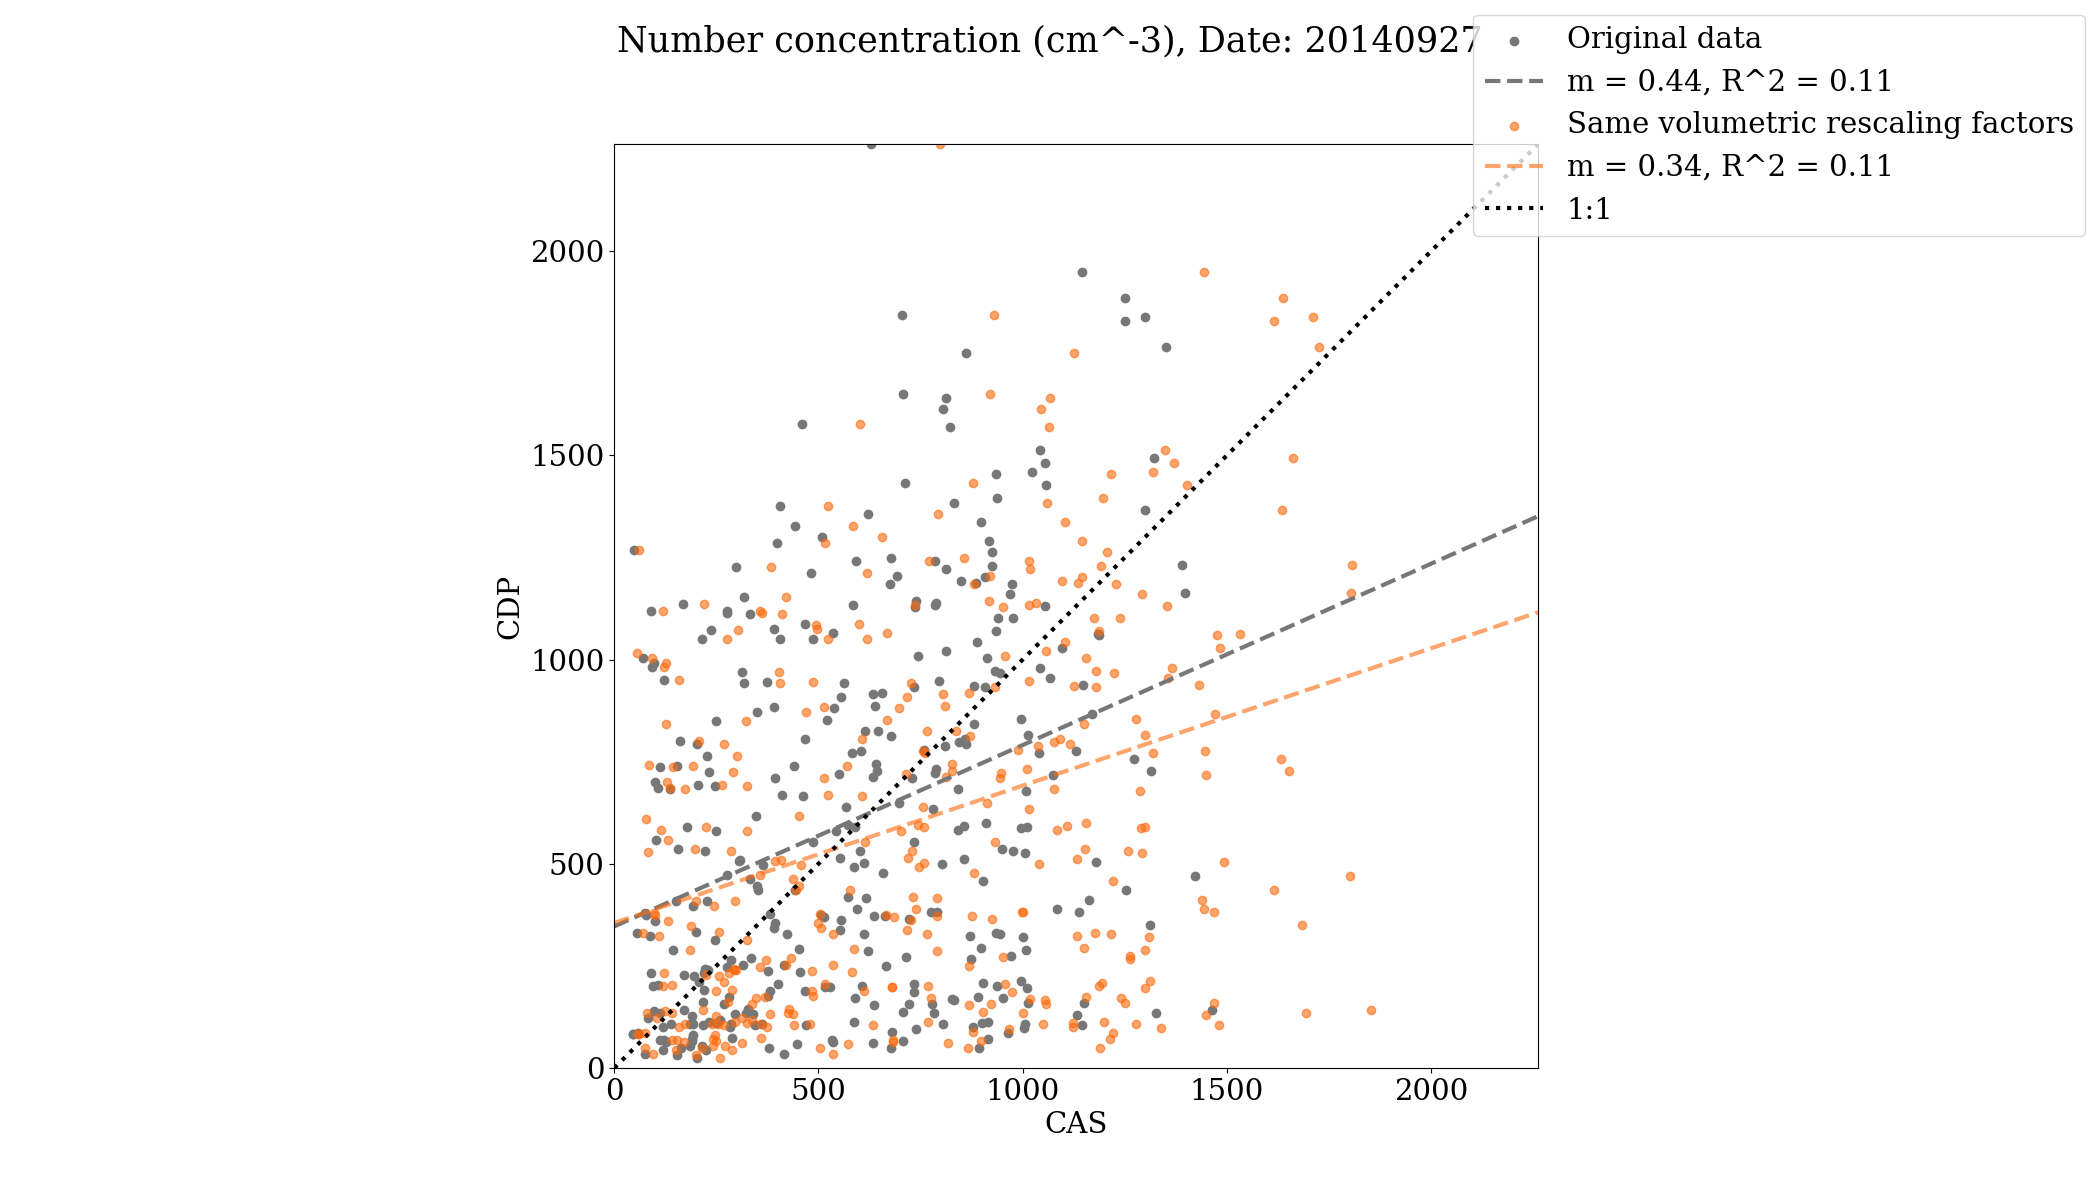 Number concentration (cm^-3), Date: 20140927
Original data
m = 0.44, R^2 = 0.11
Same volumetric rescaling factors
m = 0.34, R^2 = 0.11
1:1
2000
1500
1000
500
0
CDP
0 500 1000 1500 2000
CAS